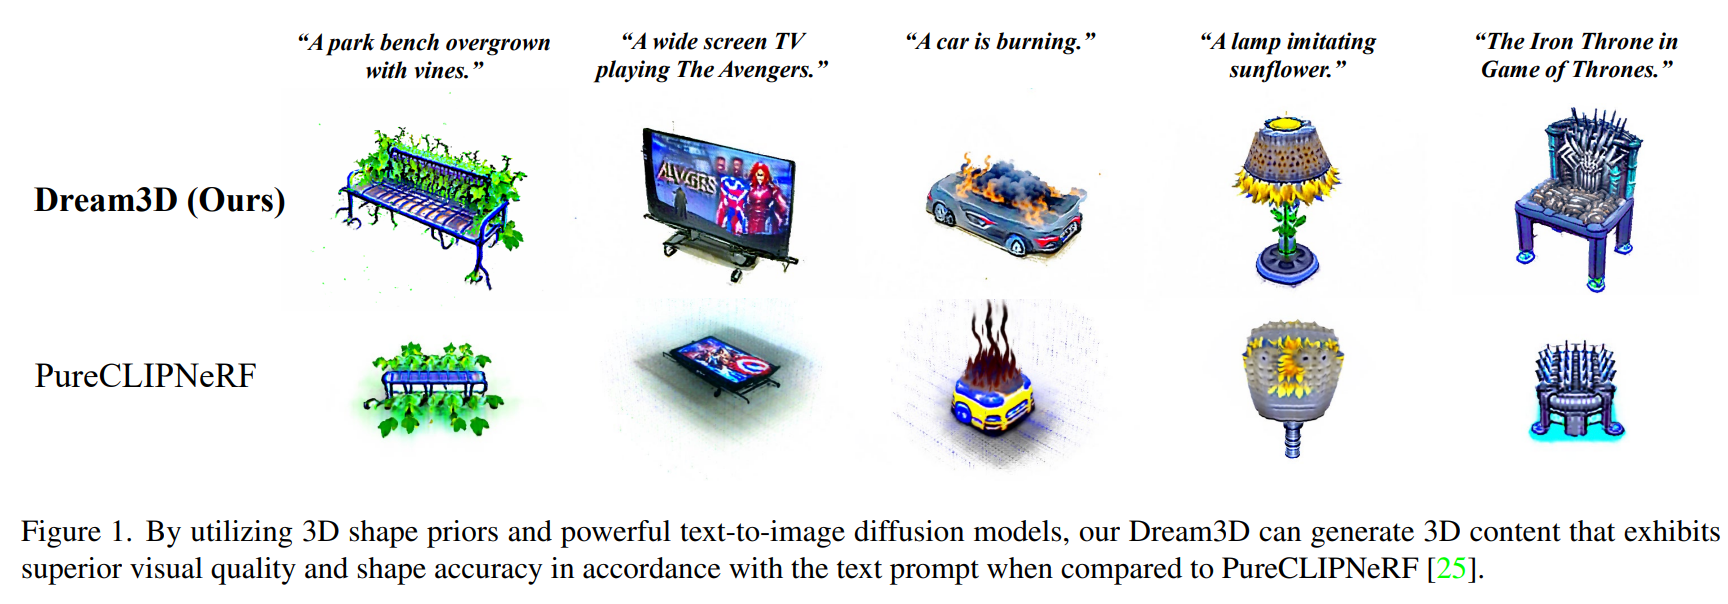 “A park bench overgrown
with vines.”
“A wide screen TV
playing The Avengers.”
“A car is burning.”
“A lamp imitating
sunflower.”
“The Iron Throne in
Game of Thrones.”
Dream3D (Ours)
AVGRS
PureCLIPNeRF
Figure 1. By utilizing 3D shape priors and powerful text-to-image diffusion models, our Dream3D can generate 3D content that exhibits
superior visual quality and shape accuracy in accordance with the text prompt when compared to PureCLIPNeRF [25].